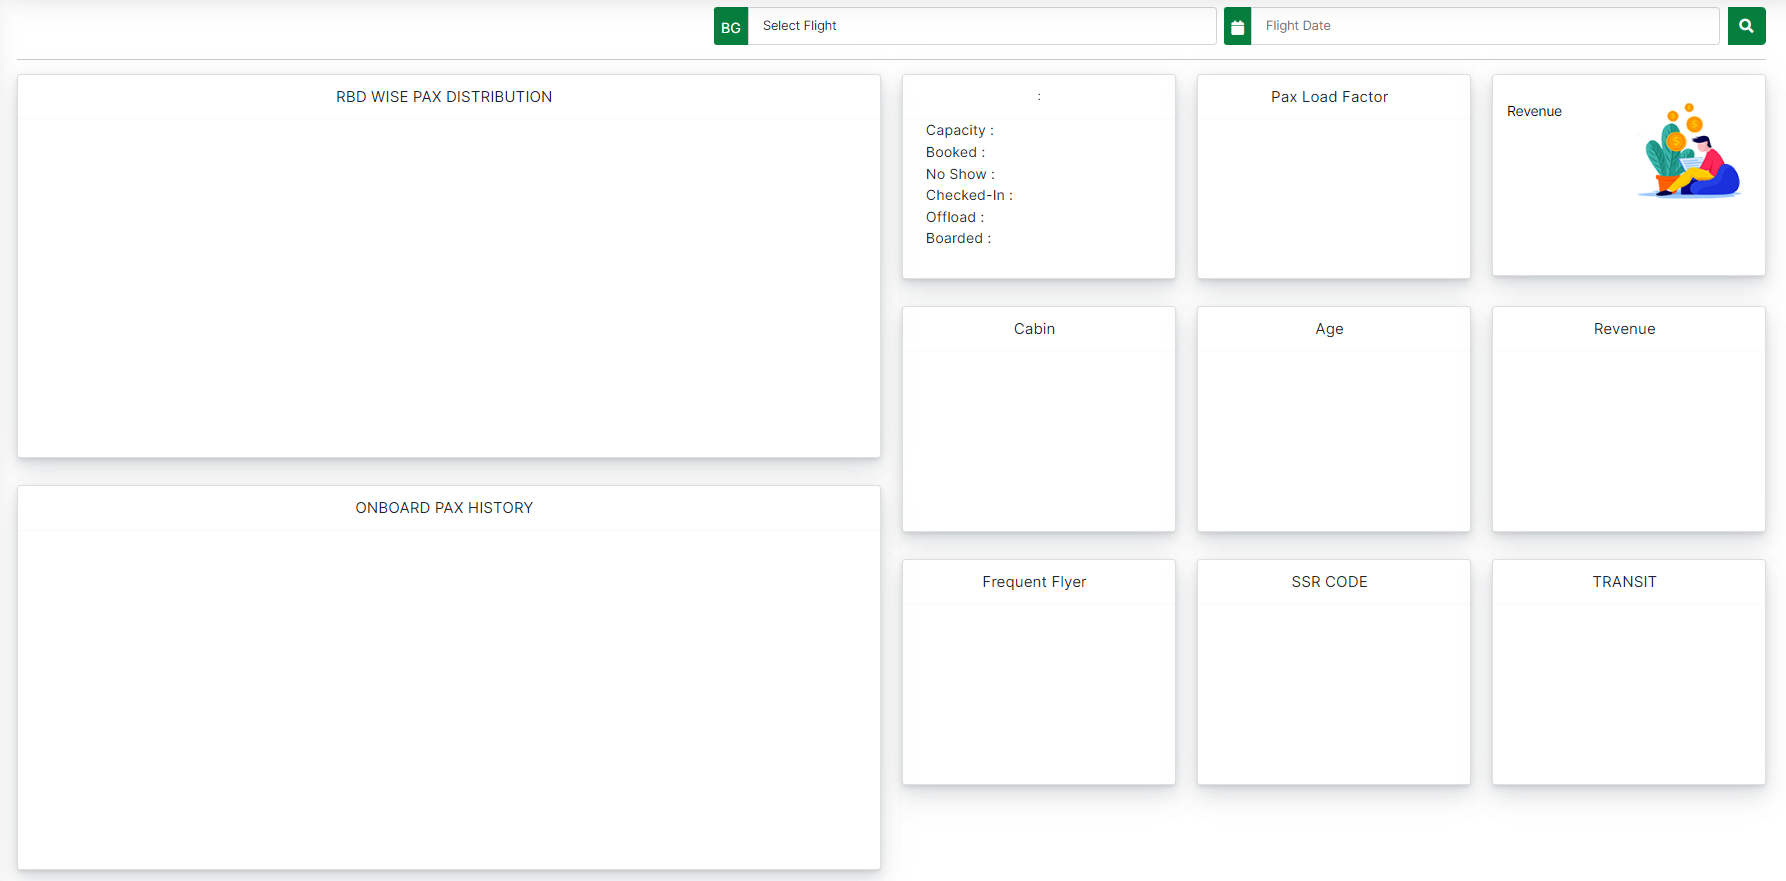 BG Select Flight Flight Date
RBD WISE PAX DISTRIBUTION
:
Capacity :
Booked :
No Show :
Checked-In :
Offload :
Boarded :
Pax Load Factor
Revenue
Cabin
Age
Revenue
ONBOARD PAX HISTORY
Frequent Flyer
SSR CODE
TRANSIT